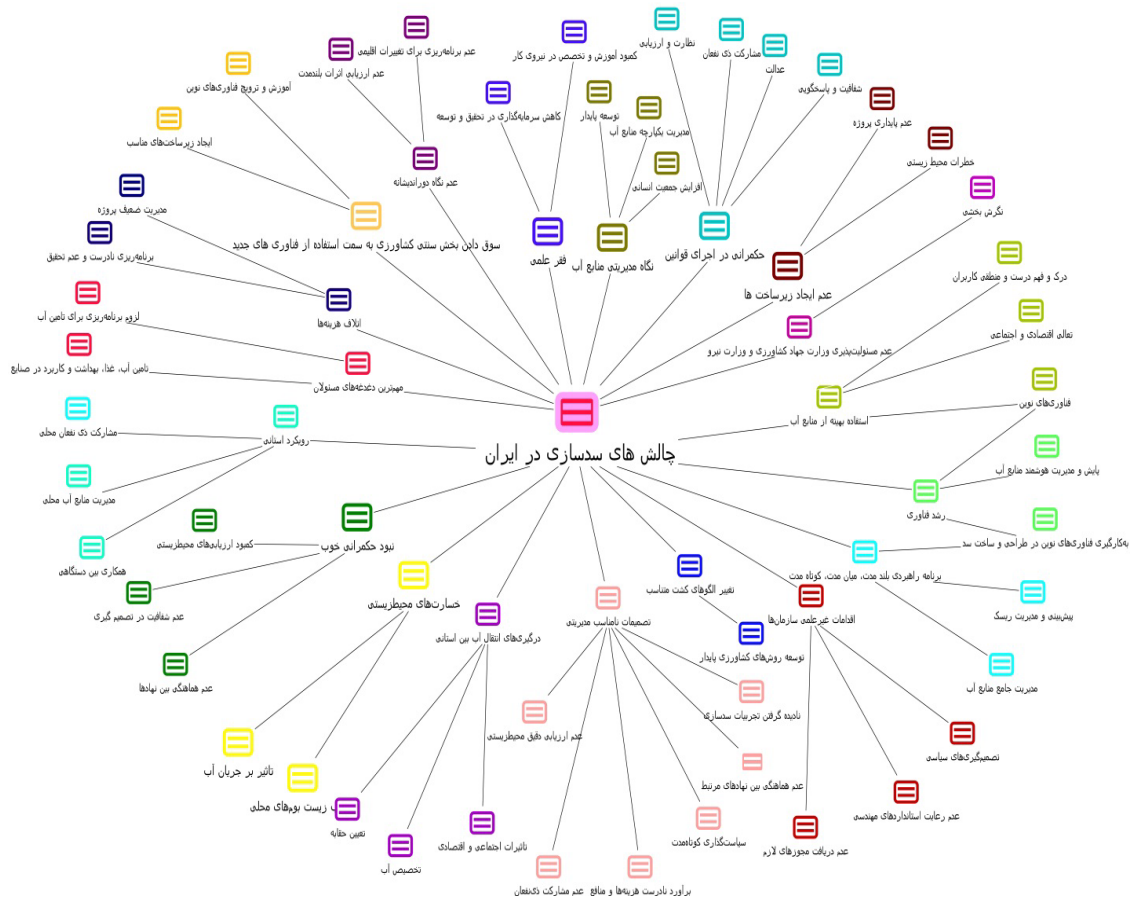 نظارت و ارزیابی
مشارکت ذی نفعان
عدالت
شفافیت و پاسخگویی
عدم برنامه‌ریزی برای تغییرات اقلیمی
کمبود آموزش و تخصص در نیروی کار
عدم ارزیابی اثرات بلندمدت
آموزش و ترویج فناوری‌های نوین
کاهش سرمایه‌گذاری در تحقیق و توسعه
توسعه پایدار
مدیریت یکپارچه منابع آب
عدم پایداری پروژه
خطرات محیط زیستی
ایجاد زیرساخت‌های مناسب
عدم نگاه دوراندیشانه
افزایش جمعیت انسانی
نگرش بخشی
مدیریت ضعیف پروژه
سوق دادن بخش سنتی کشاورزی به سمت استفاده از فناوری های جدید
فقر علمی
نگاه مدیریتی منابع آب
حکمرانی در اجرای قوانین
برنامه‌ریزی نادرست و عدم تحقیق
عدم ایجاد زیرساخت ها
درک و فهم درست و منطقی کاربران
لزوم برنامه‌ریزی برای تامین آب
اتلاف هزینه‌ها
عدم مسئولیت‌پذیری وزارت جهاد کشاورزی و وزارت نیرو
تعالی اقتصادی و اجتماعی
تامین آب، غذا، بهداشت و کاربرد در صنایع
مهم‌ترین دغدغه‌های مسئولان
استفاده بهینه از منابع آب
فناوری‌های نوین
مشارکت ذی نفعان محلی
رویکرد استانی
چالش های سدسازی در ایران
پایش و مدیریت هوشمند منابع آب
مدیریت منابع آب محلی
رشد فناوری
کمبود ارزیابی‌های محیط‌زیستی
نبود حکمرانی خوب
به‌کارگیری فناوری‌های نوین در طراحی و ساخت سد
همکاری بین دستگاهی
برنامه راهبردی بلند مدت، میان مدت، کوتاه مدت
عدم شفافیت در تصمیم گیری
خسارت‌های محیط‌زیستی
تغییر الگوهای کشت متناسب
پیش‌بینی و مدیریت ریسک
درگیری‌های انتقال آب بین استانی
تصمیمات نامناسب مدیریتی
اقدامات غیرعلمی سازمان‌ها
توسعه روش‌های کشاورزی پایدار
عدم هماهنگی بین نهادها
مدیریت جامع منابع آب
نادیده گرفتن تجربیات سدسازی
عدم ارزیابی دقیق محیط‌زیستی
تصمیم‌گیری‌های سیاسی
تاثیر بر جریان آب
عدم هماهنگی بین نهادهای مرتبط
زیست بوم‌های محلی
تعیین حقابه
تاثیرات اجتماعی و اقتصادی
سیاست‌گذاری کوتاه‌مدت
عدم رعایت استانداردهای مهندسی
تخصیص آب
عدم دریافت مجوزهای لازم
عدم مشارکت ذی‌نفعان
برآورد نادرست هزینه‌ها و منافع